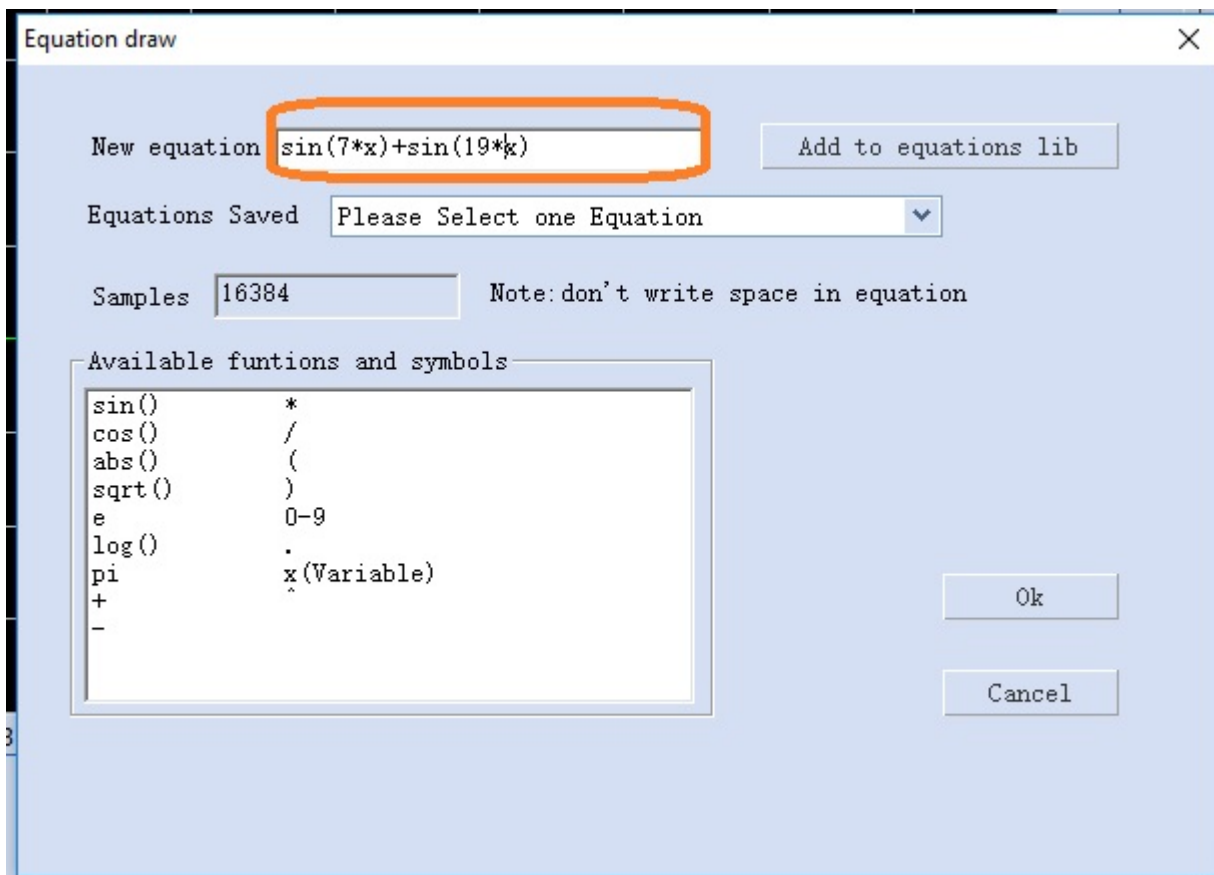 Equation draw
New equation sin(7*x)+sin(19*x) Add to equations lib
Equations Saved Please Select one Equation
Samples 16384 Note:don't write space in equation
Available funtions and symbols
sin() *
cos() /
abs() (
sqrt() )
e 0-9
log() .
pi x(Variable)
+ ^
-
Ok
Cancel